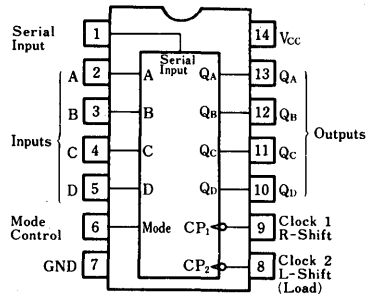 Serial
Input
1
14
VCC
Serial
Input
A
2
A
QA
13
QA
B
3
B
QB
12
QB
Inputs
Outputs
C
4
C
QC
11
QC
D
5
D
QD
10
QD
Mode
Control
6
Mode
CP1
9
Clock 1
R-Shift
GND
7
CP2
8
Clock 2
L-Shift
(Load)